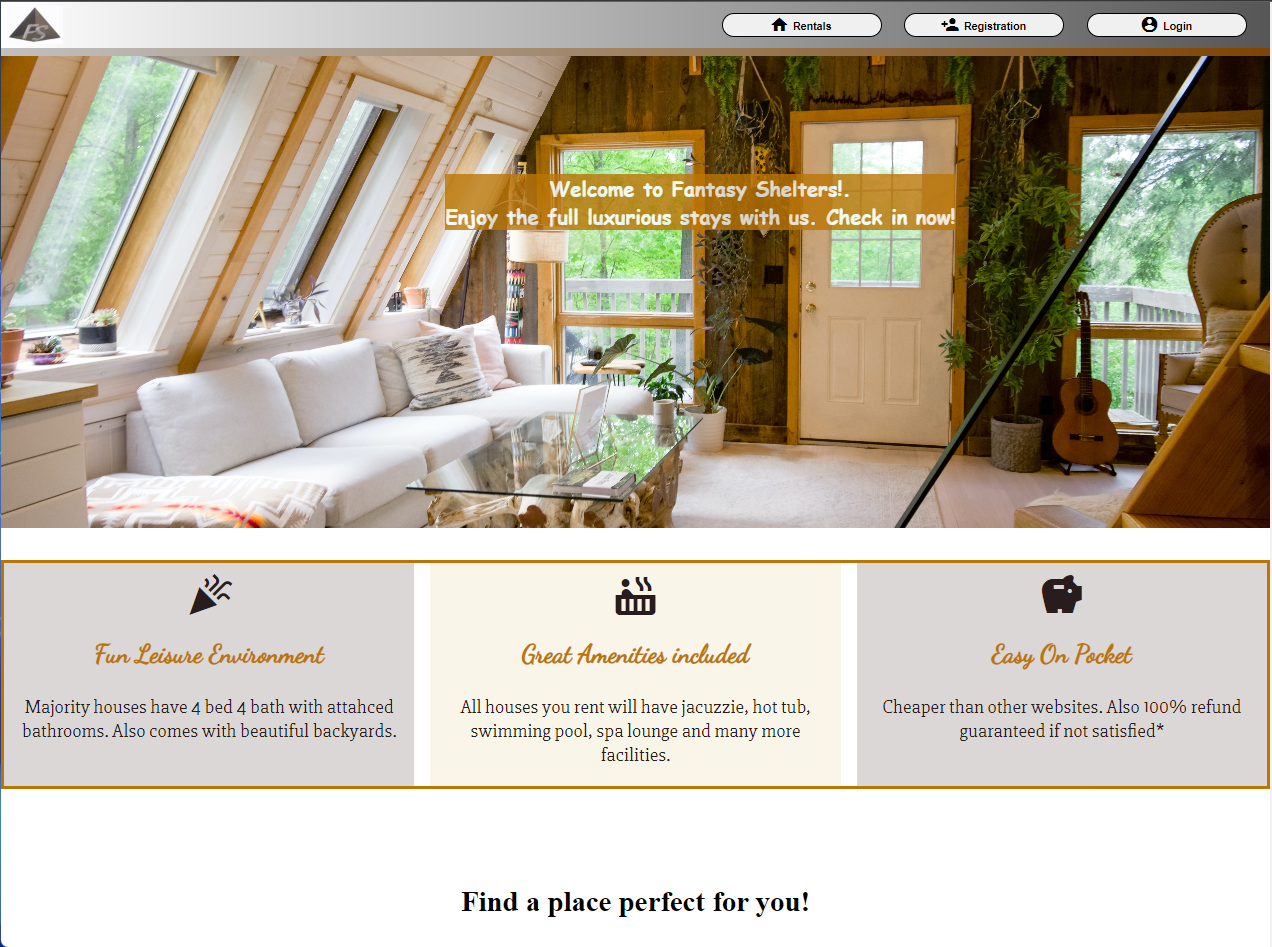 FS
Rentals
Registration
Login
Welcome to Fantasy Shelters!.
Enjoy the full luxurious stays with us. Check in now!
Fun Leisure Environment
Majority houses have 4 bed 4 bath with attahced
bathrooms. Also comes with beautiful backyards.
Great Amenities included
All houses you rent will have jacuzzie, hot tub,
swimming pool, spa lounge and many more
facilities.
Easy On Pocket
Cheaper than other websites. Also 100% refund
guaranteed if not satisfied*
Find a place perfect for you!